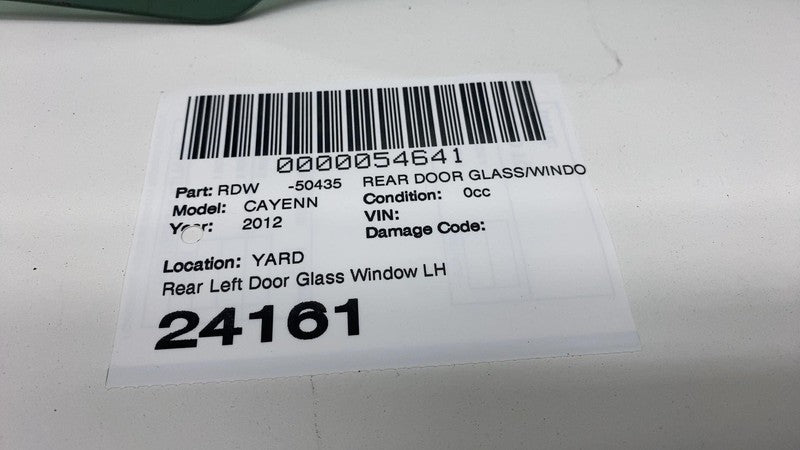 0000054641
Part: RDW -50435 REAR DOOR GLASS/WINDO
Model: CAYENN Condition: 0cc
Year: 2012 VIN:
Damage Code:
Location: YARD
Rear Left Door Glass Window LH
24161